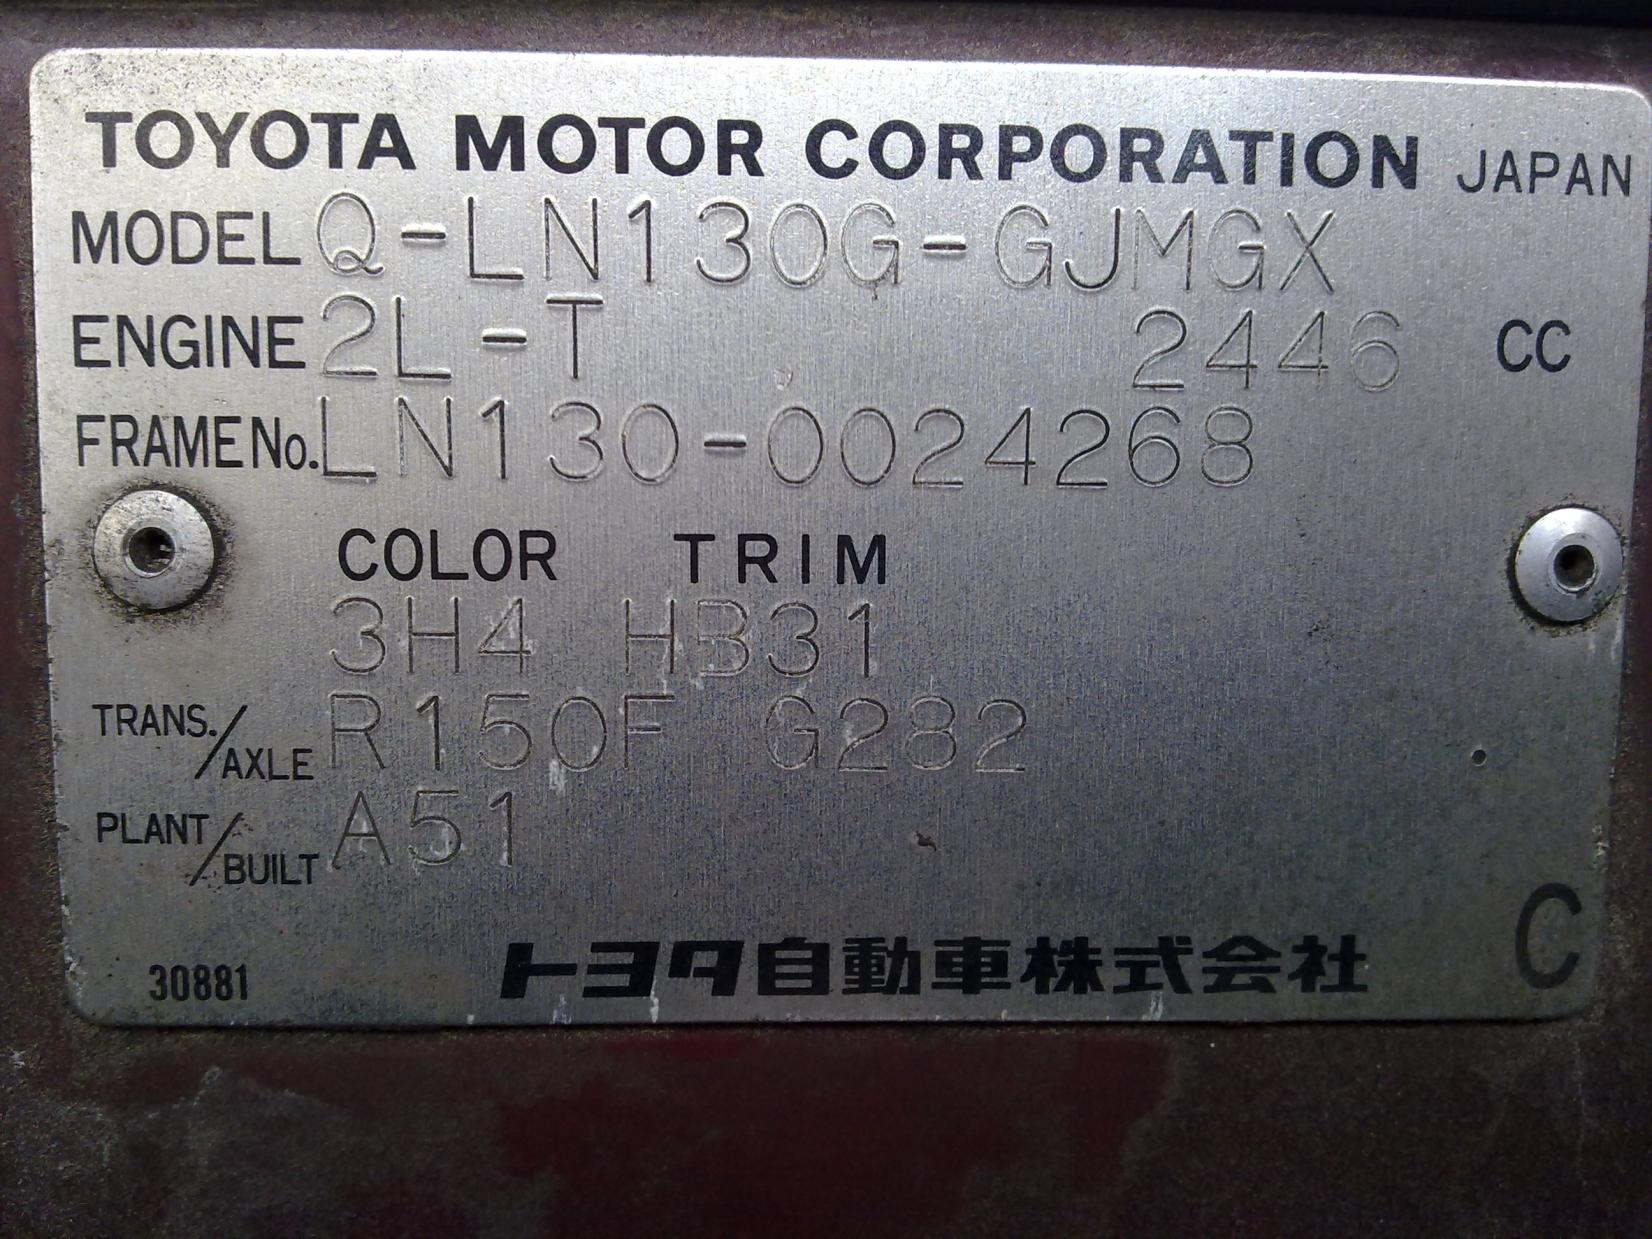 TOYOTA MOTOR CORPORATION JAPAN
MODEL Q-LN130G-GJMGX
ENGINE 2L-T 2446 CC
FRAME No. LN130-0024268
COLOR TRIM
3H4 HB31
TRANS./AXLE R150F G282
PLANT/BUILT A51
C
30881 トヨタ自動車株式会社